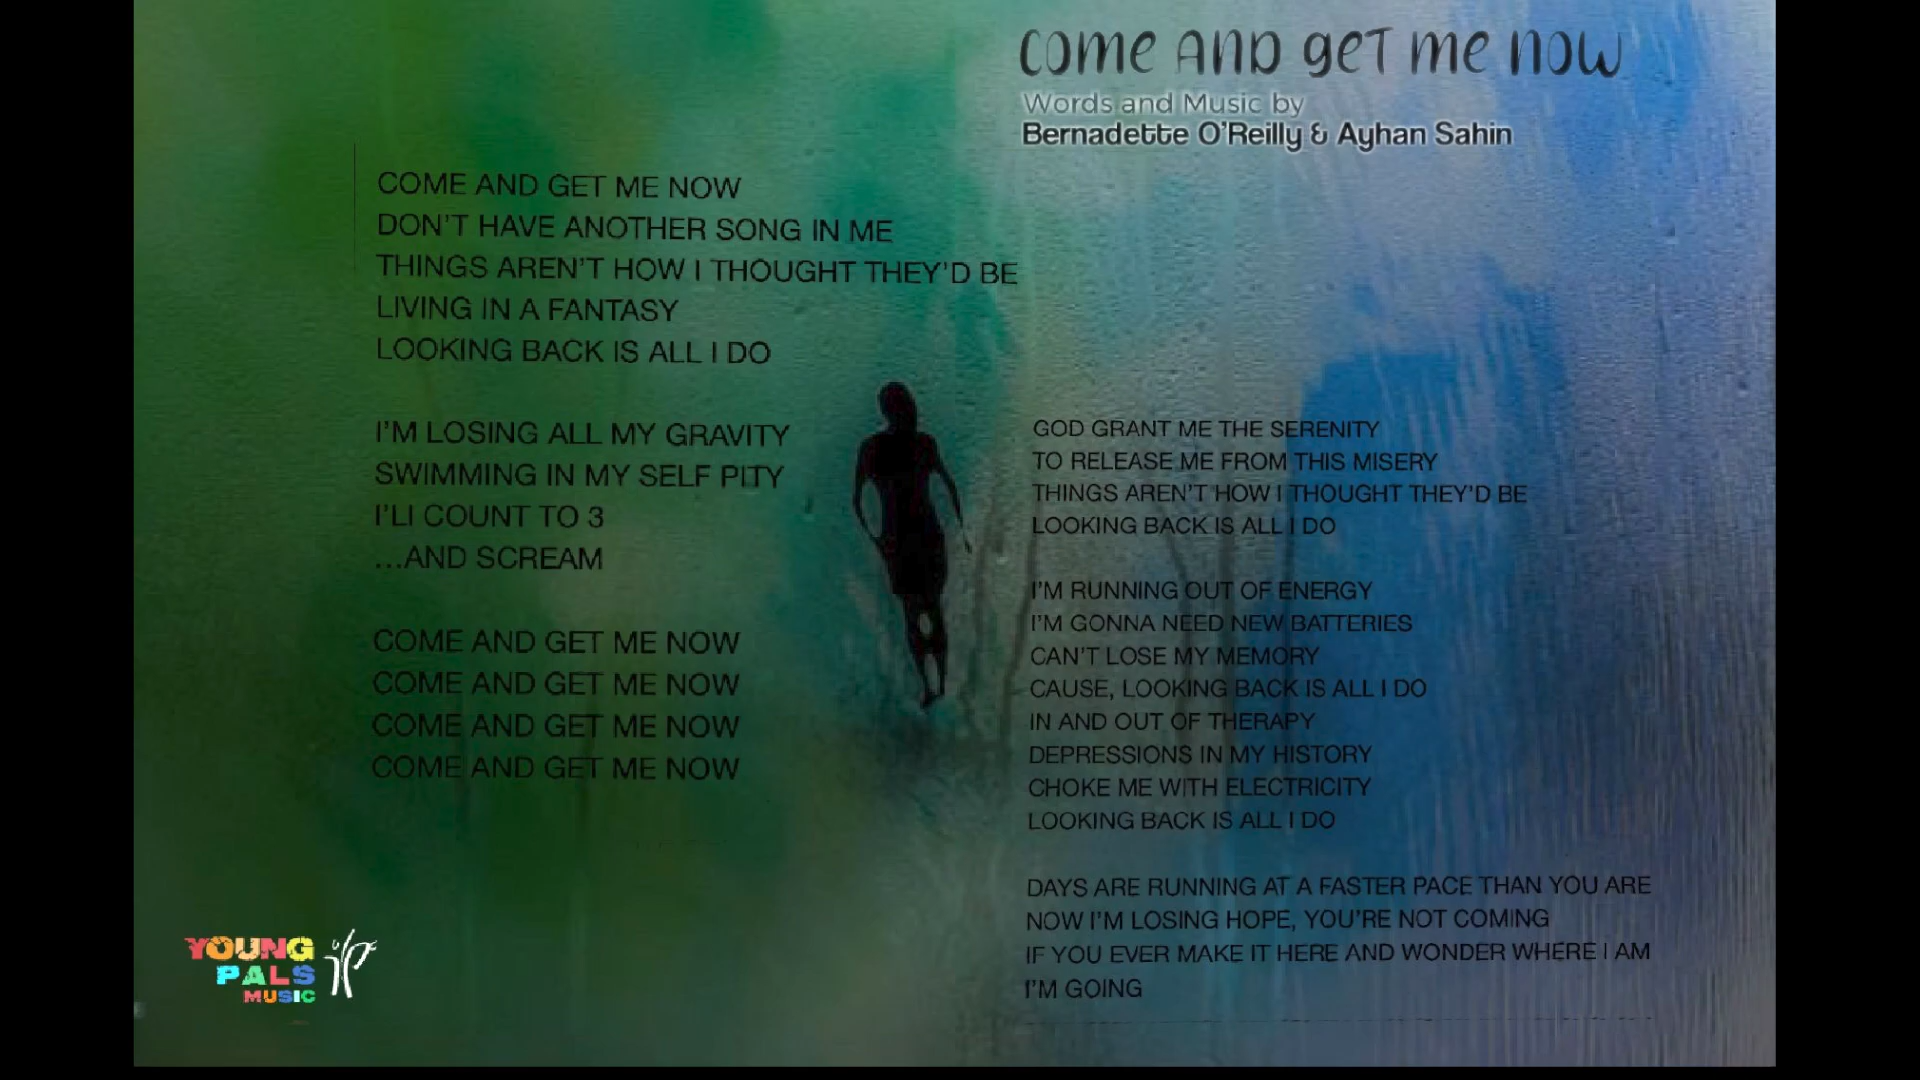 COME AND GET ME NOW
Words and Music by
Bernadette O'Reilly & Ayhan Sahin
COME AND GET ME NOW
DON'T HAVE ANOTHER SONG IN ME
THINGS AREN'T HOW I THOUGHT THEY'D BE
LIVING IN A FANTASY
LOOKING BACK IS ALL I DO
I'M LOSING ALL MY GRAVITY
SWIMMING IN MY SELF PITY
I'LI COUNT TO 3
...AND SCREAM
COME AND GET ME NOW
COME AND GET ME NOW
COME AND GET ME NOW
COME AND GET ME NOW
GOD GRANT ME THE SERENITY
TO RELEASE ME FROM THIS MISERY
THINGS AREN'T HOW I THOUGHT THEY'D BE
LOOKING BACK IS ALL I DO
I'M RUNNING OUT OF ENERGY
I'M GONNA NEED NEW BATTERIES
CAN'T LOSE MY MEMORY
CAUSE, LOOKING BACK IS ALL I DO
IN AND OUT OF THERAPY
DEPRESSIONS IN MY HISTORY
CHOKE ME WITH ELECTRICITY
LOOKING BACK IS ALL I DO
DAYS ARE RUNNING AT A FASTER PACE THAN YOU ARE
NOW I'M LOSING HOPE, YOU'RE NOT COMING
IF YOU EVER MAKE IT HERE AND WONDER WHERE I AM
I'M GOING
YOUNG
PALS
MUSIC